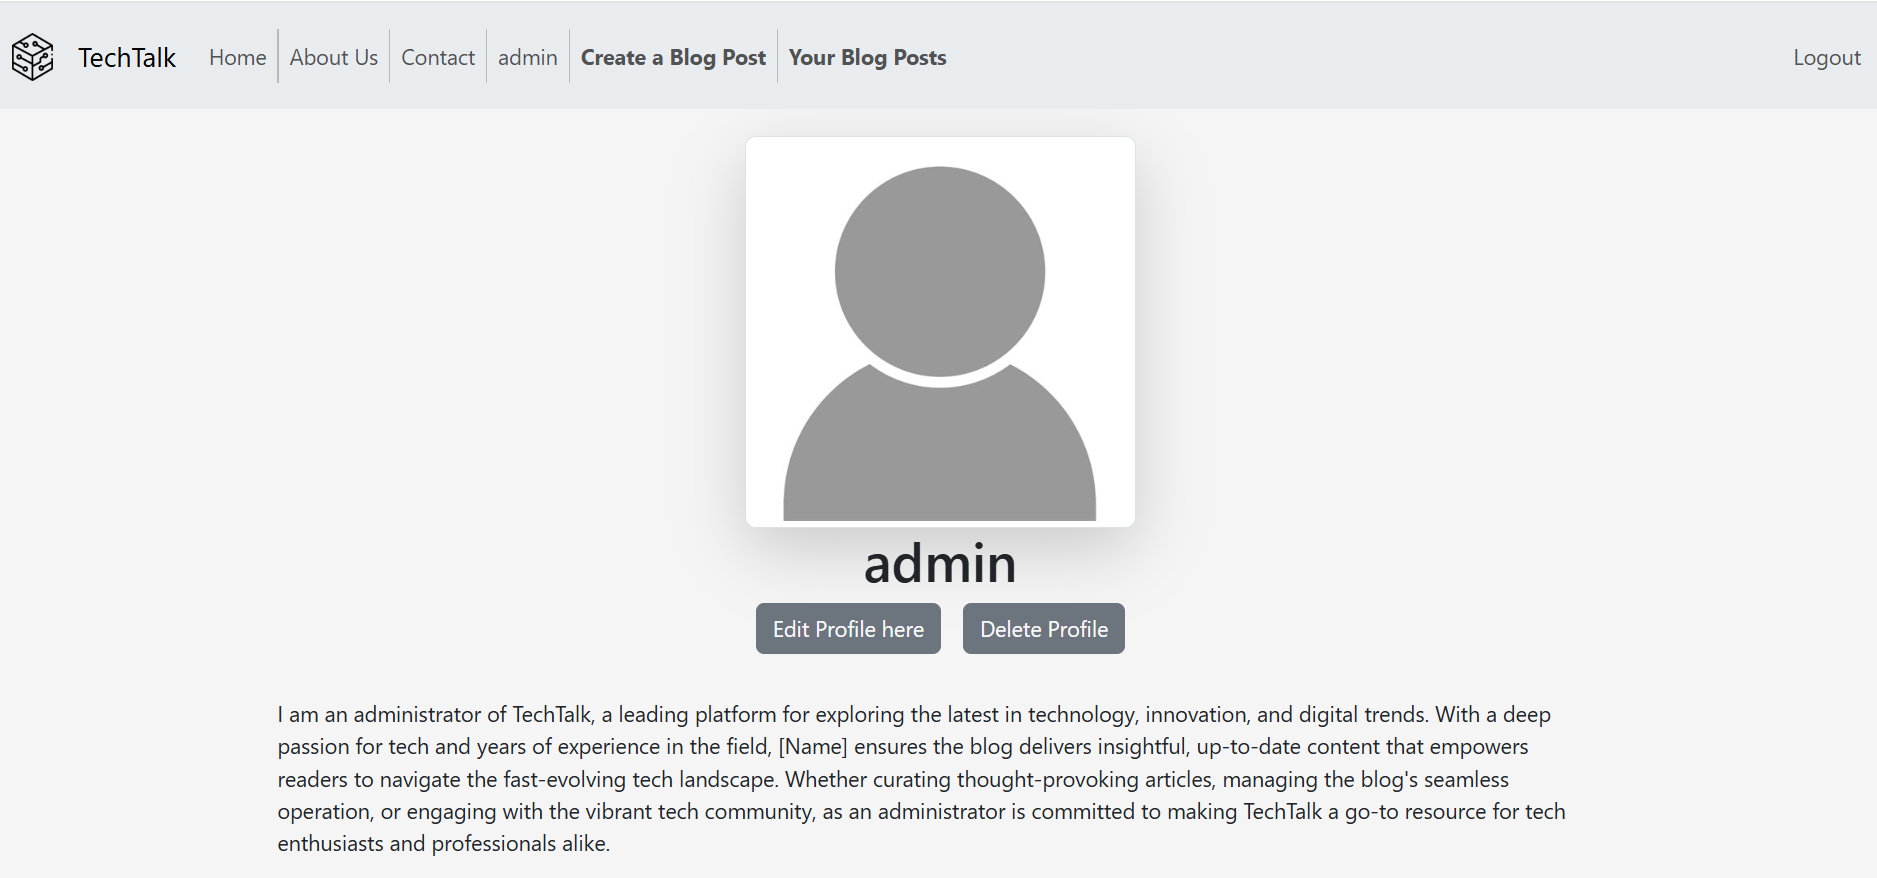 TechTalk Home About Us Contact admin Create a Blog Post Your Blog Posts Logout
admin
Edit Profile here Delete Profile
I am an administrator of TechTalk, a leading platform for exploring the latest in technology, innovation, and digital trends. With a deep
passion for tech and years of experience in the field, [Name] ensures the blog delivers insightful, up-to-date content that empowers
readers to navigate the fast-evolving tech landscape. Whether curating thought-provoking articles, managing the blog's seamless
operation, or engaging with the vibrant tech community, as an administrator is committed to making TechTalk a go-to resource for tech
enthusiasts and professionals alike.